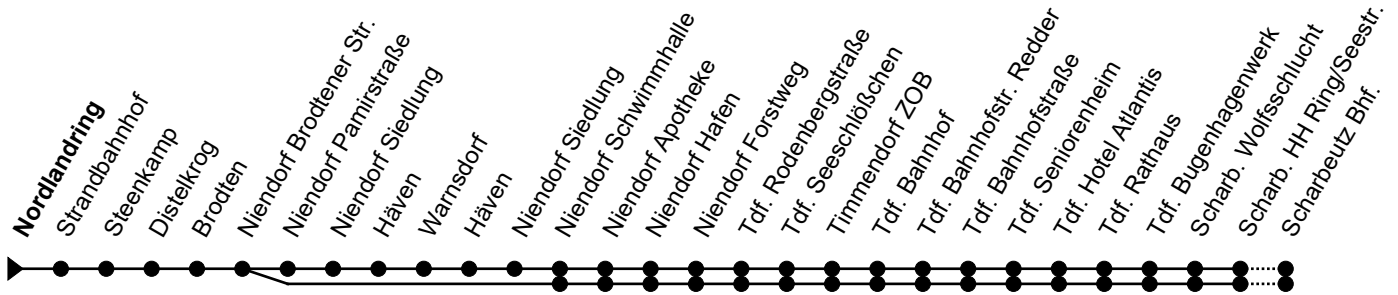 Nordlandring
Strandbahnhof
Steenkamp
Distelkrog
Brodten
Niendorf Brodtener Str.
Niendorf Pamirstraße
Niendorf Siedlung
Häven
Warnsdorf
Häven
Niendorf Siedlung
Niendorf Schwimmhalle
Niendorf Apotheke
Niendorf Hafen
Niendorf Forstweg
Tdf. Rodenbergstraße
Tdf. Seeschlößchen
Timmendorf ZOB
Tdf. Bahnhof
Tdf. Bahnhofstr. Redder
Tdf. Bahnhofstraße
Tdf. Seniorenheim
Tdf. Hotel Atlantis
Tdf. Rathaus
Tdf. Bugenhagenwerk
Scharb. Wolfsschlucht
Scharb. HH Ring/Seestr.
Scharbeutz Bhf.